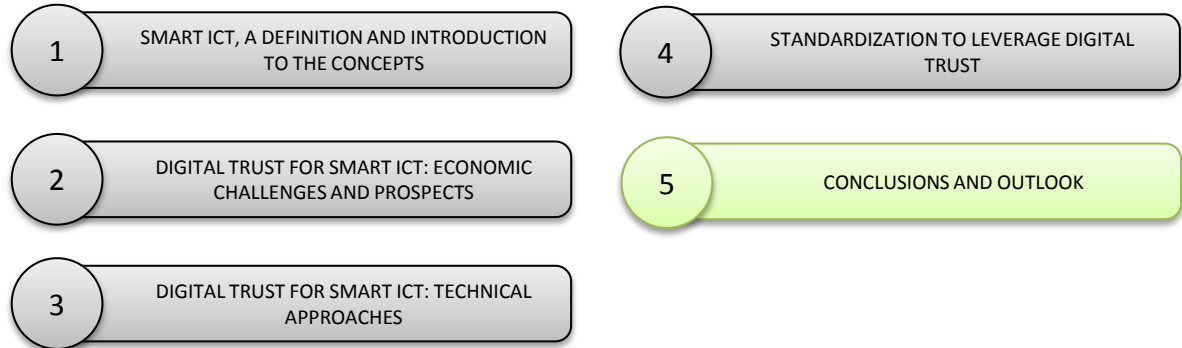 1
SMART ICT, A DEFINITION AND INTRODUCTION
TO THE CONCEPTS
2
DIGITAL TRUST FOR SMART ICT: ECONOMIC
CHALLENGES AND PROSPECTS
3
DIGITAL TRUST FOR SMART ICT: TECHNICAL
APPROACHES
4
STANDARDIZATION TO LEVERAGE DIGITAL
TRUST
5
CONCLUSIONS AND OUTLOOK